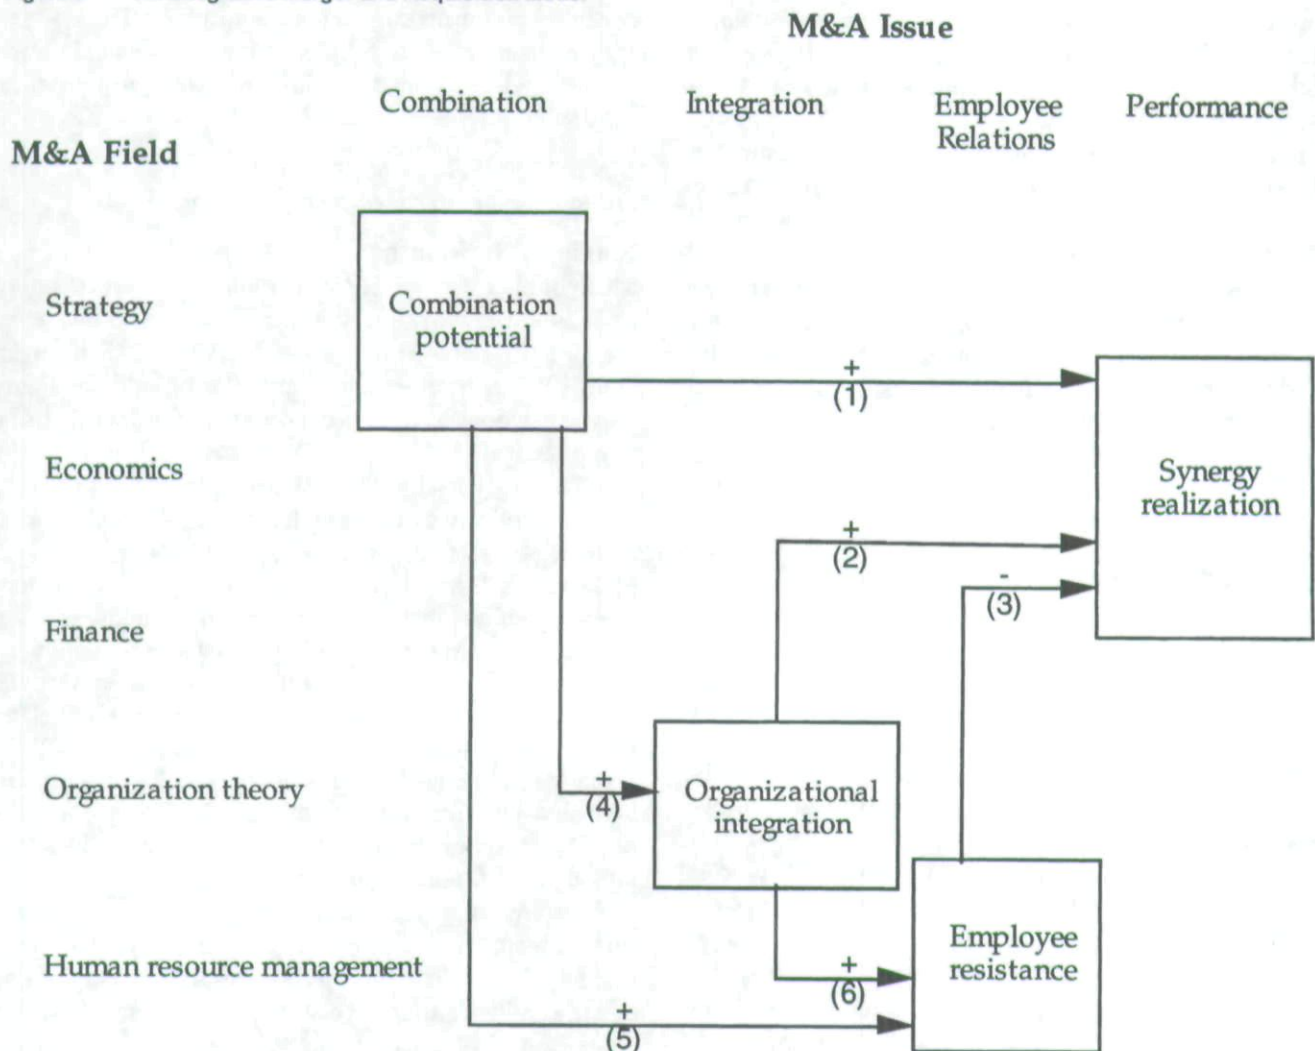 M&A Issue
Combination
Integration
Employee
Relations
Performance
M&A Field
Strategy
Combination
potential
+
(1)
Economics
Synergy
realization
+
(2)
-
(3)
Finance
Organization theory
+
(4)
Organizational
integration
Human resource management
+
(6)
Employee
resistance
+
(5)